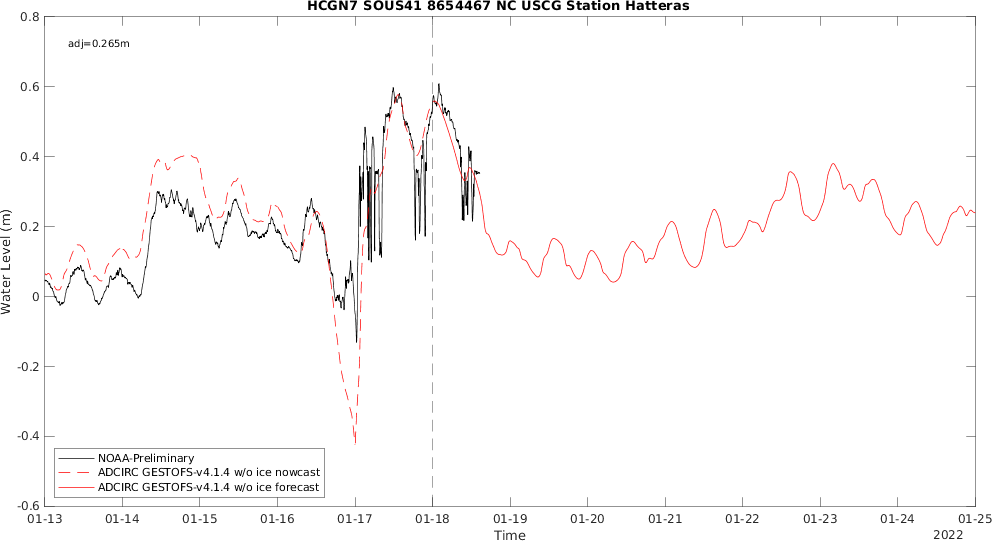 HCGN7 SOUS41 8654467 NC USCG Station Hatteras
adj=0.265m
0.8
0.6
0.4
0.2
0
-0.2
-0.4
-0.6
Water Level (m)
NOAA-Preliminary
ADCIRC GESTOFS-v4.1.4 w/o ice nowcast
ADCIRC GESTOFS-v4.1.4 w/o ice forecast
01-13 01-14 01-15 01-16 01-17 01-18 01-19 01-20 01-21 01-22 01-23 01-24 01-25
Time
2022